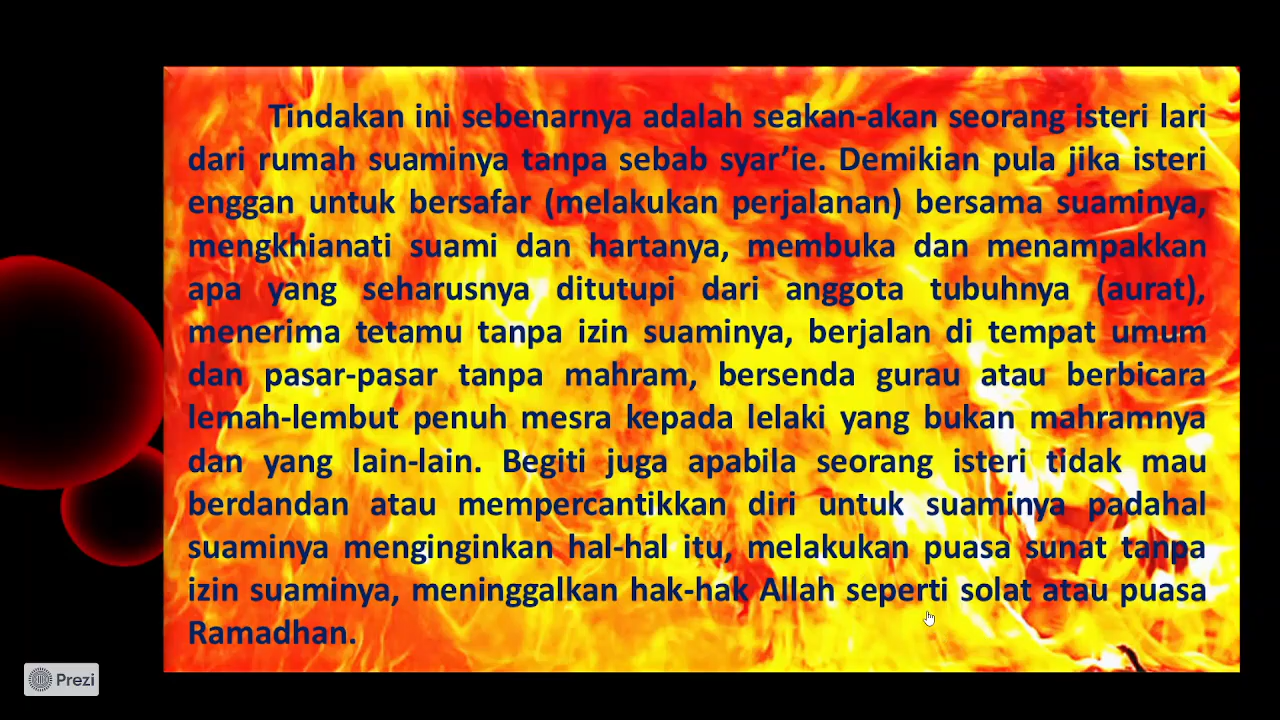 Tindakan ini sebenarnya adalah seakan-akan seorang isteri lari
dari rumah suaminya tanpa sebab syar’ie. Demikian pula jika isteri
enggan untuk bersafar (melakukan perjalanan) bersama suaminya,
mengkhianati suami dan hartanya, membuka dan menampakkan
apa yang seharusnya ditutupi dari anggota tubuhnya (aurat),
menerima tetamu tanpa izin suaminya, berjalan di tempat umum
dan pasar-pasar tanpa mahram, bersenda gurau atau berbicara
lemah-lembut penuh mesra kepada lelaki yang bukan mahramnya
dan yang lain-lain. Begiti juga apabila seorang isteri tidak mau
berdandan atau mempercantikkan diri untuk suaminya padahal
suaminya menginginkan hal-hal itu, melakukan puasa sunat tanpa
izin suaminya, meninggalkan hak-hak Allah seperti solat atau puasa
Ramadhan.
Prezi